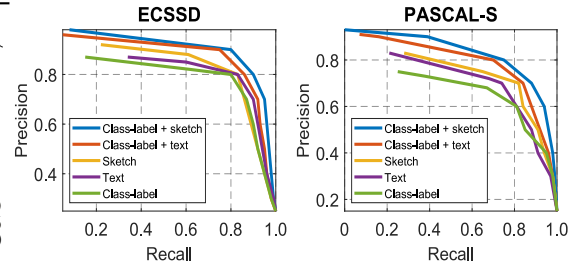 ECSSD
Precision
0.8
0.6
0.4
Class-label + sketch
Class-label + text
Sketch
Text
Class-label
0.2 0.4 0.6 0.8 1.0
Recall
PASCAL-S
Precision
0.8
0.6
0.4
0.2
Class-label + sketch
Class-label + text
Sketch
Text
Class-label
0 0.2 0.4 0.6 0.8 1.0
Recall